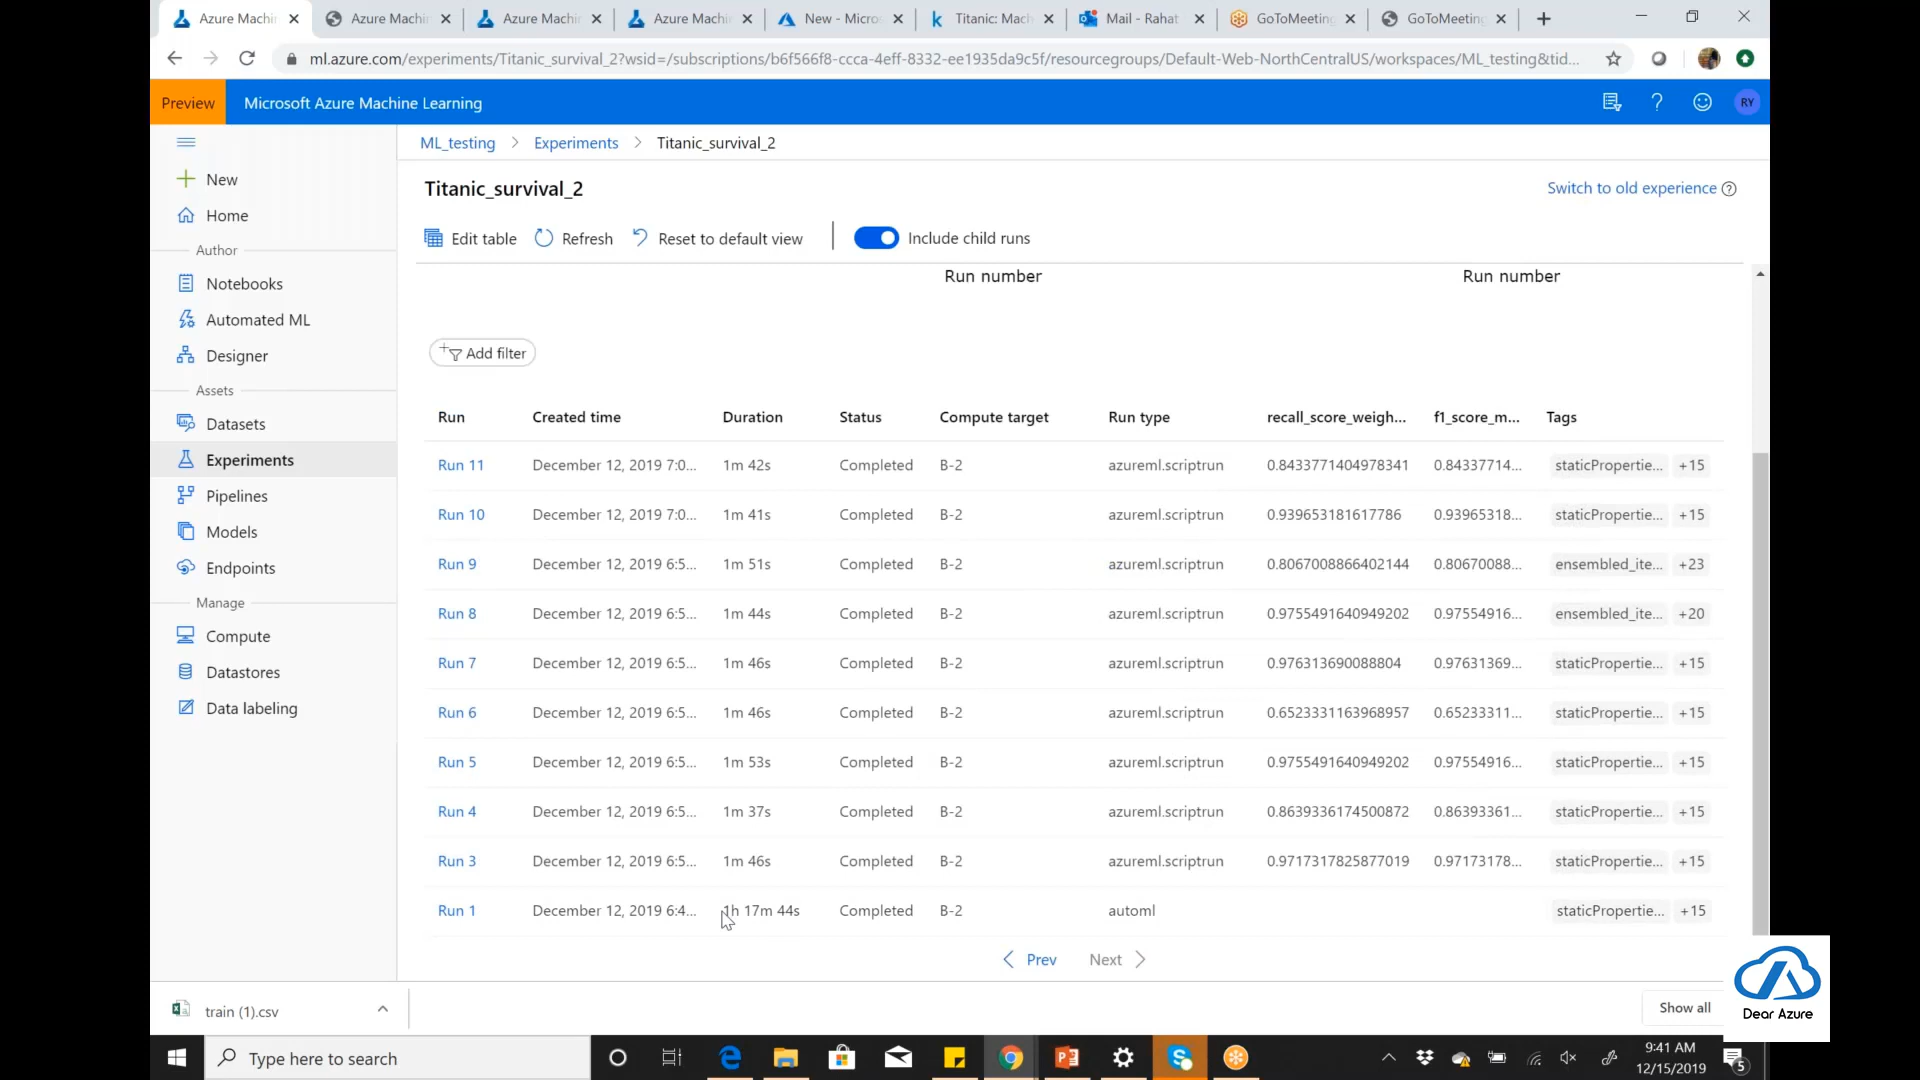 Azure Machi
Azure Machi
Azure Machi
Azure Machi
New - Micros
Titanic: Mach
Mail - Rahat
GoToMeeting
GoToMeeting
ml.azure.com/experiments/Titanic_survival_2?wsid=/subscriptions/b6f566f8-ccca-4eff-8332-ee1935da9c5f/resourcegroups/Default-Web-NorthCentralUS/workspaces/ML_testing&tid...
Preview
Microsoft Azure Machine Learning
RY
ML_testing > Experiments > Titanic_survival_2
Titanic_survival_2
Switch to old experience
Edit table
Refresh
Reset to default view
Include child runs
New
Home
Author
Notebooks
Automated ML
Designer
Assets
Datasets
Experiments
Pipelines
Models
Endpoints
Manage
Compute
Datastores
Data labeling
Run number
Run number
Add filter
Run Created time Duration Status Compute target Run type recall_score_weigh... f1_score_m... Tags
Run 11 December 12, 2019 7:0... 1m 42s Completed B-2 azureml.scriptrun 0.8433771404978341 0.84337714... staticPropertie... +15
Run 10 December 12, 2019 7:0... 1m 41s Completed B-2 azureml.scriptrun 0.939653181617786 0.93965318... staticPropertie... +15
Run 9 December 12, 2019 6:5... 1m 51s Completed B-2 azureml.scriptrun 0.8067008866402144 0.80670088... ensembled_ite... +23
Run 8 December 12, 2019 6:5... 1m 44s Completed B-2 azureml.scriptrun 0.9755491640949202 0.97554916... ensembled_ite... +20
Run 7 December 12, 2019 6:5... 1m 46s Completed B-2 azureml.scriptrun 0.976313690088804 0.97631369... staticPropertie... +15
Run 6 December 12, 2019 6:5... 1m 46s Completed B-2 azureml.scriptrun 0.6523331163968957 0.65233311... staticPropertie... +15
Run 5 December 12, 2019 6:5... 1m 53s Completed B-2 azureml.scriptrun 0.9755491640949202 0.97554916... staticPropertie... +15
Run 4 December 12, 2019 6:5... 1m 37s Completed B-2 azureml.scriptrun 0.8639336174500872 0.86393361... staticPropertie... +15
Run 3 December 12, 2019 6:5... 1m 46s Completed B-2 azureml.scriptrun 0.9717317825877019 0.97173178... staticPropertie... +15
Run 1 December 12, 2019 6:4... 1h 17m 44s Completed B-2 automl staticPropertie... +15
Prev Next
train (1).csv
Show all
Dear Azure
Type here to search
9:41 AM
12/15/2019
5